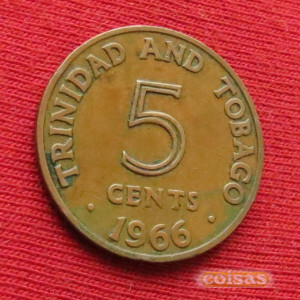 TRINIDAD AND TOBAGO
5
CENTS
· 1966 ·
coisas